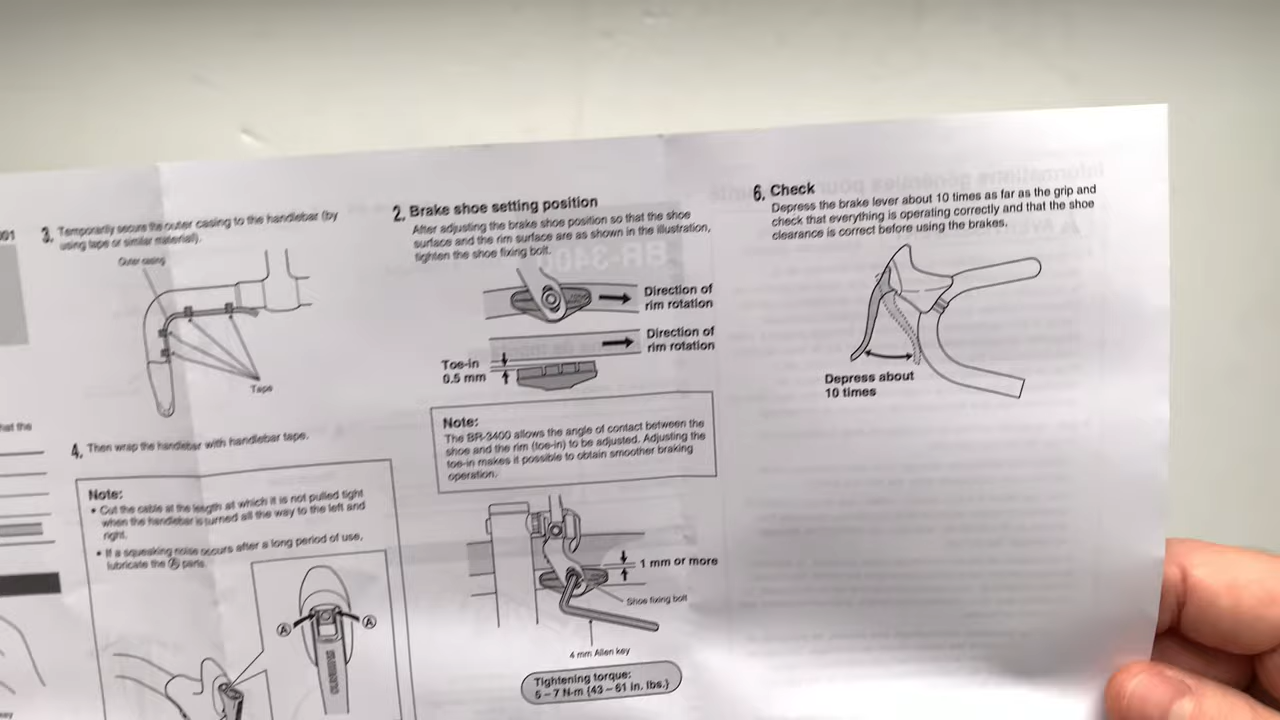 001
3. Temporarily secure the outer casing to the handlebar (by
using tape or similar material).
Outer casing
Tape
4. Then wrap the handlebar with handlebar tape.
Note:
• Cut the cable at the length at which it is not pulled tight
when the handlebar is turned all the way to the left and
right.
• If a squeaking noise occurs after a long period of use,
lubricate the Ⓐ parts.
Ⓐ
Ⓐ
SHIMANO
hat the
2. Brake shoe setting position
After adjusting the brake shoe position so that the shoe
surface and the rim surface are as shown in the illustration,
tighten the shoe fixing bolt.
Direction of
rim rotation
Direction of
rim rotation
Toe-in
0.5 mm
Note:
The BR-3400 allows the angle of contact between the
shoe and the rim (toe-in) to be adjusted. Adjusting the
toe-in makes it possible to obtain smoother braking
operation.
1 mm or more
Shoe fixing bolt
4 mm Allen key
Tightening torque:
5 – 7 N·m {43 – 61 in. lbs.}
6. Check
Depress the brake lever about 10 times as far as the grip and
check that everything is operating correctly and that the shoe
clearance is correct before using the brakes.
Depress about
10 times